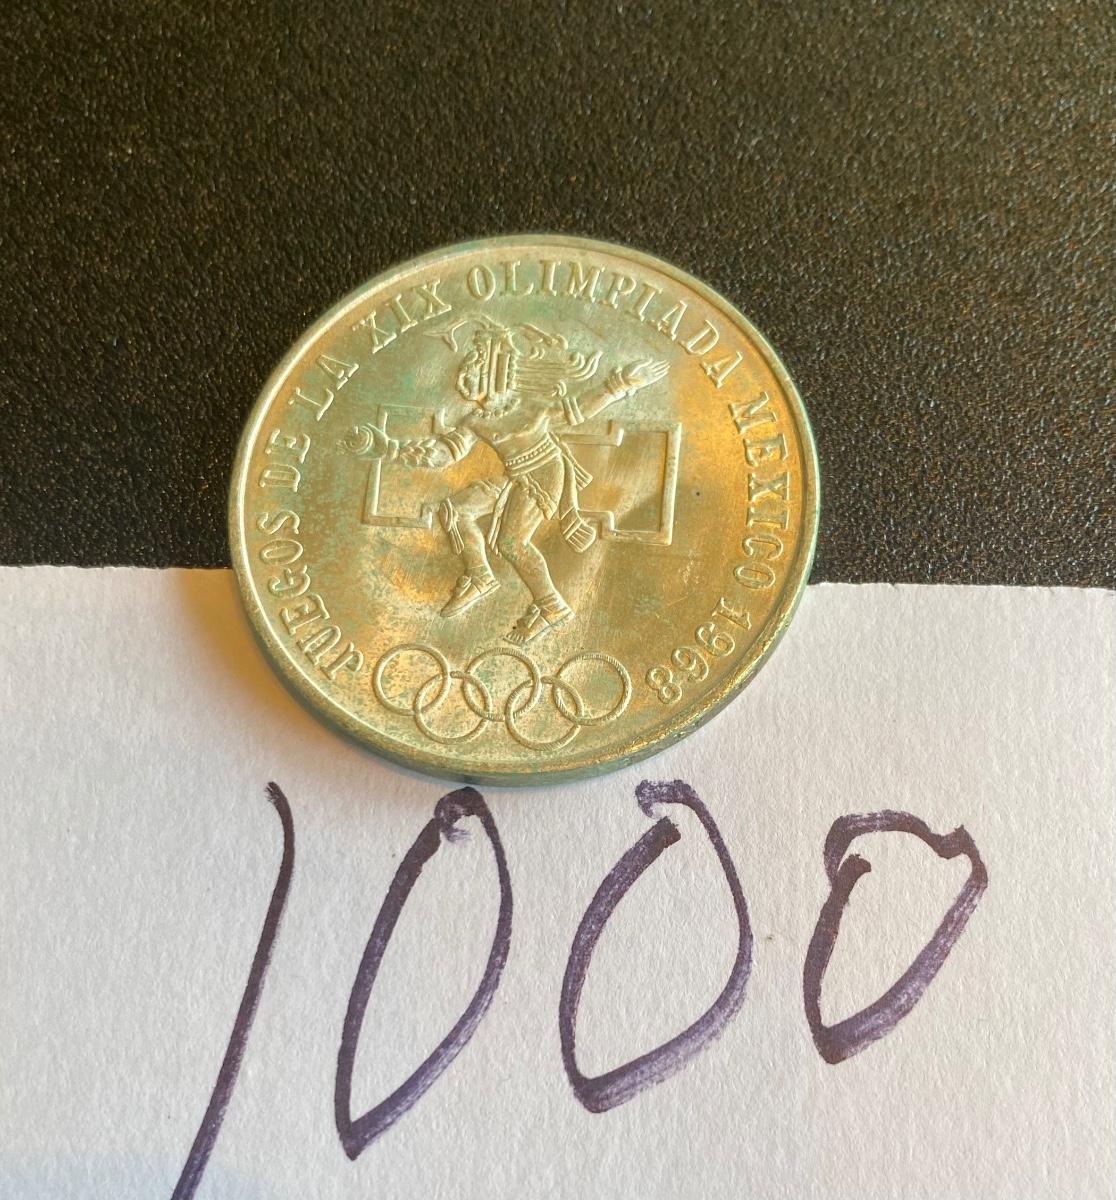 JUEGOS DE LA XIX OLIMPIADA MEXICO 1968
1000